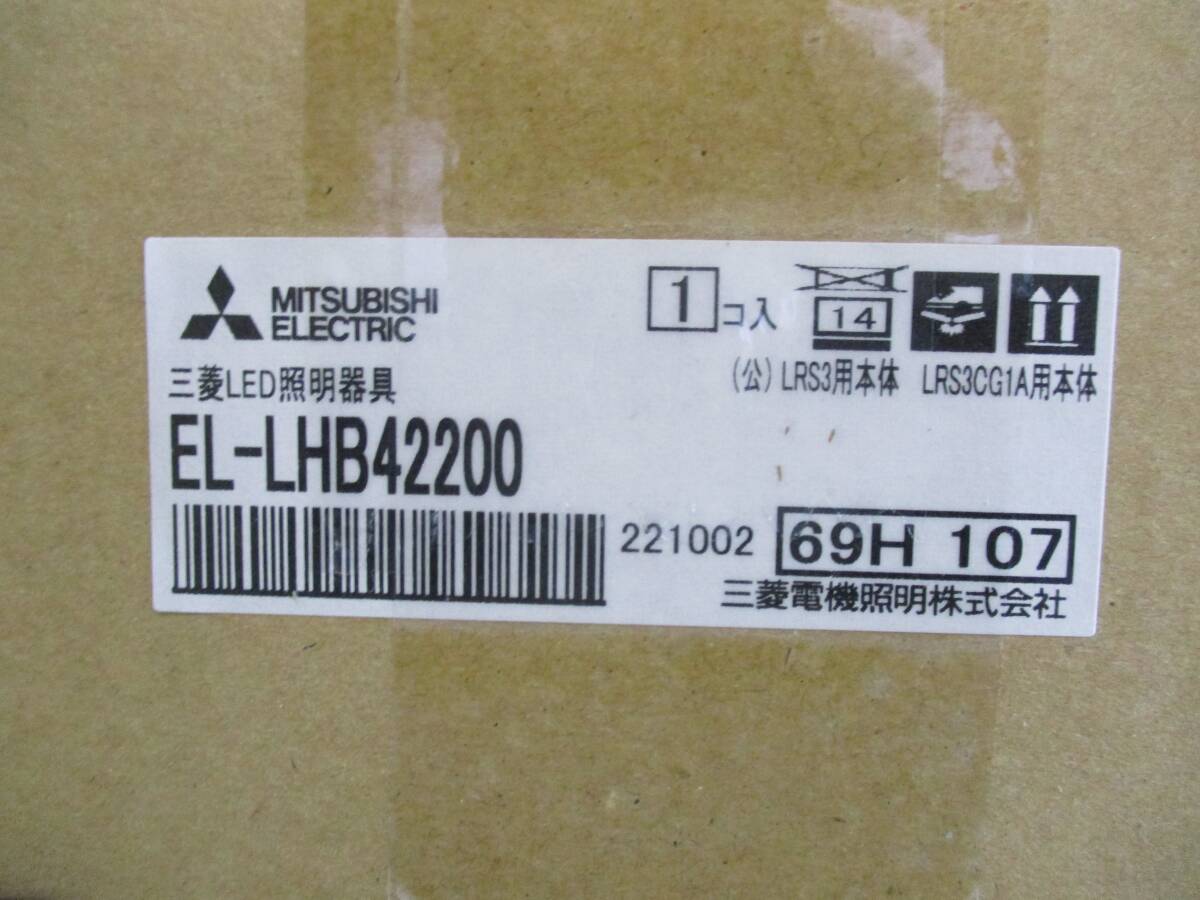 MITSUBISHI
ELECTRIC
1コ入
14
三菱LED照明器具
(公)LRS3用本体 LRS3CG1A用本体
EL-LHB42200
221002
69H 107
三菱電機照明株式会社